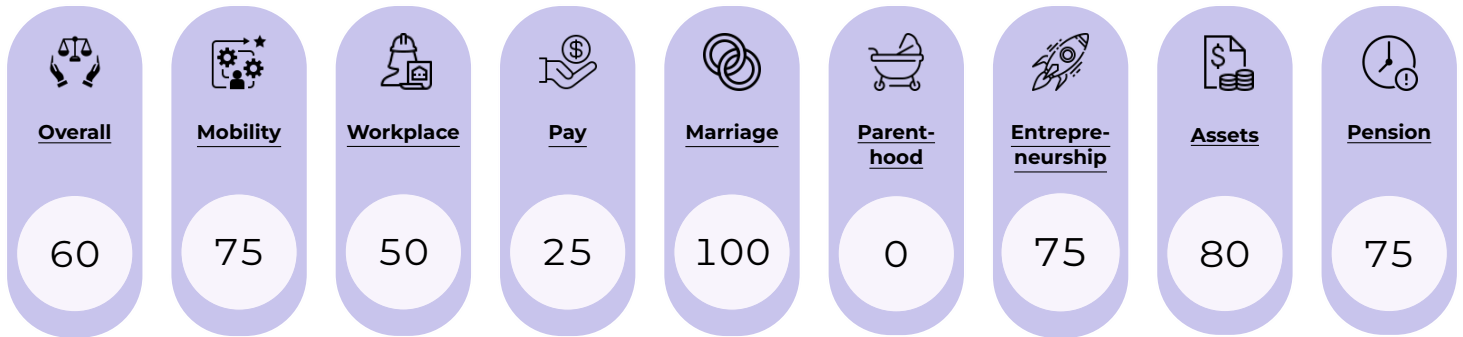 Overall
60
Mobility
75
Workplace
50
$
Pay
25
Marriage
100
Parent-
hood
0
Entrepre-
neurship
75
$
Assets
80
!
Pension
75